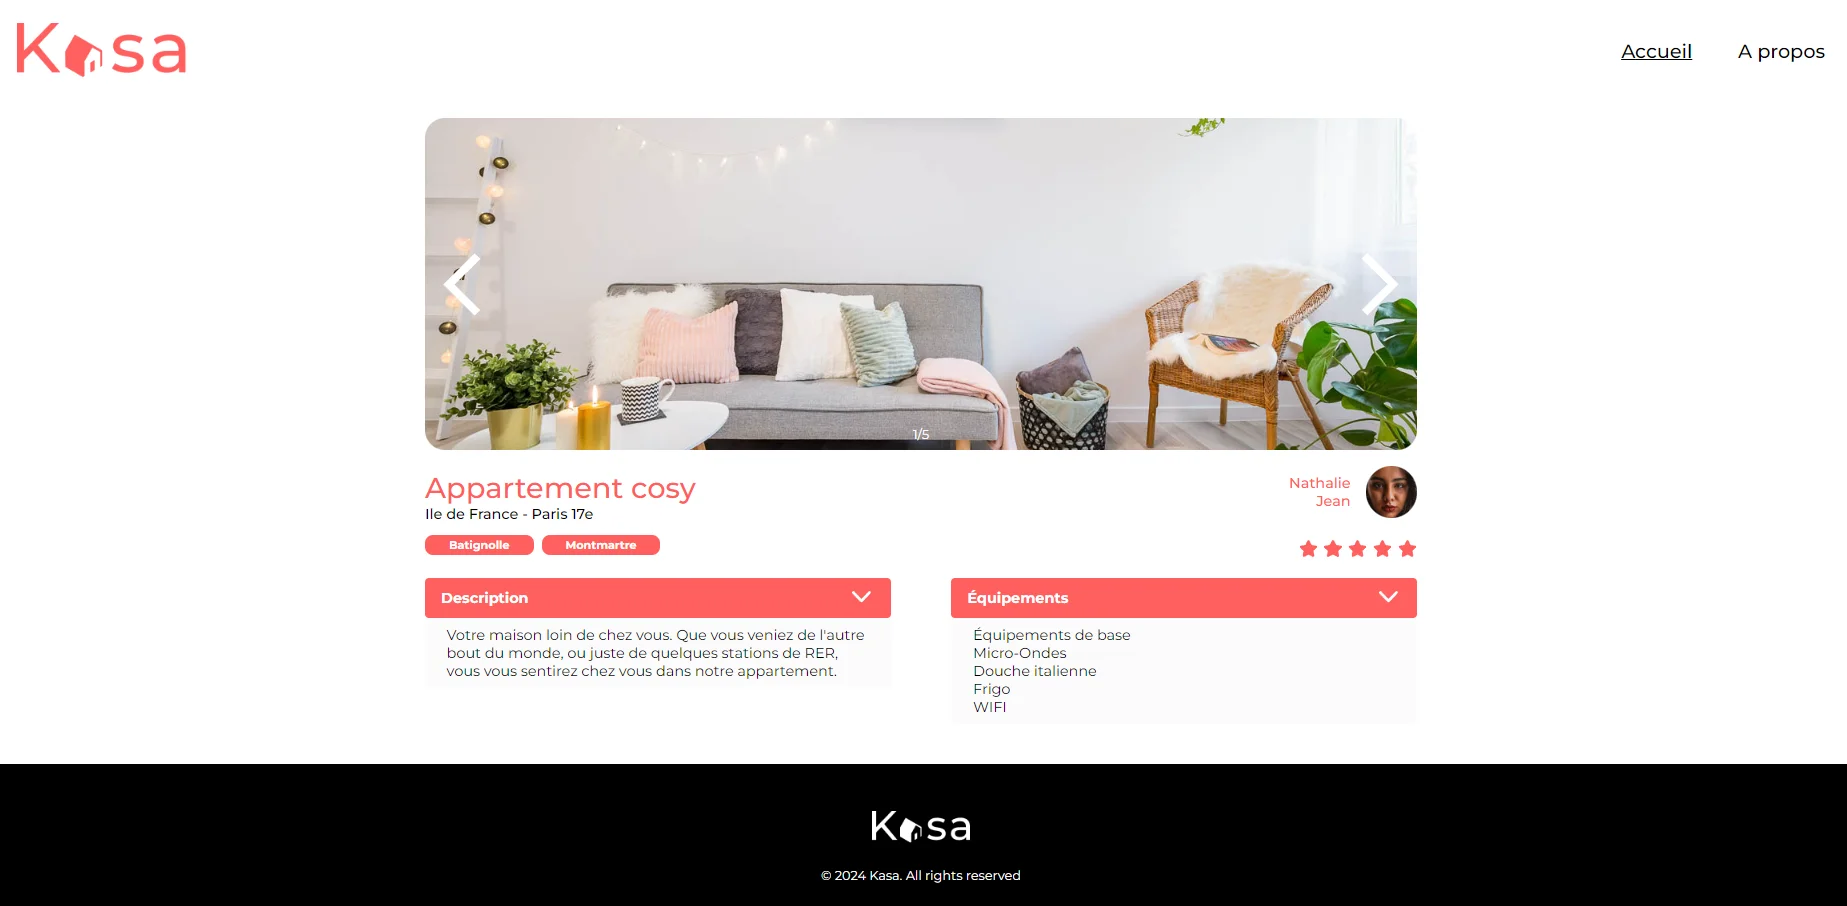 Kasa
Accueil
A propos
1/5
Appartement cosy
Ile de France - Paris 17e
Batignolle
Montmartre
Nathalie
Jean
Description
Votre maison loin de chez vous. Que vous veniez de l'autre
bout du monde, ou juste de quelques stations de RER,
vous vous sentirez chez vous dans notre appartement.
Équipements
Équipements de base
Micro-Ondes
Douche italienne
Frigo
WIFI
Kasa
© 2024 Kasa. All rights reserved